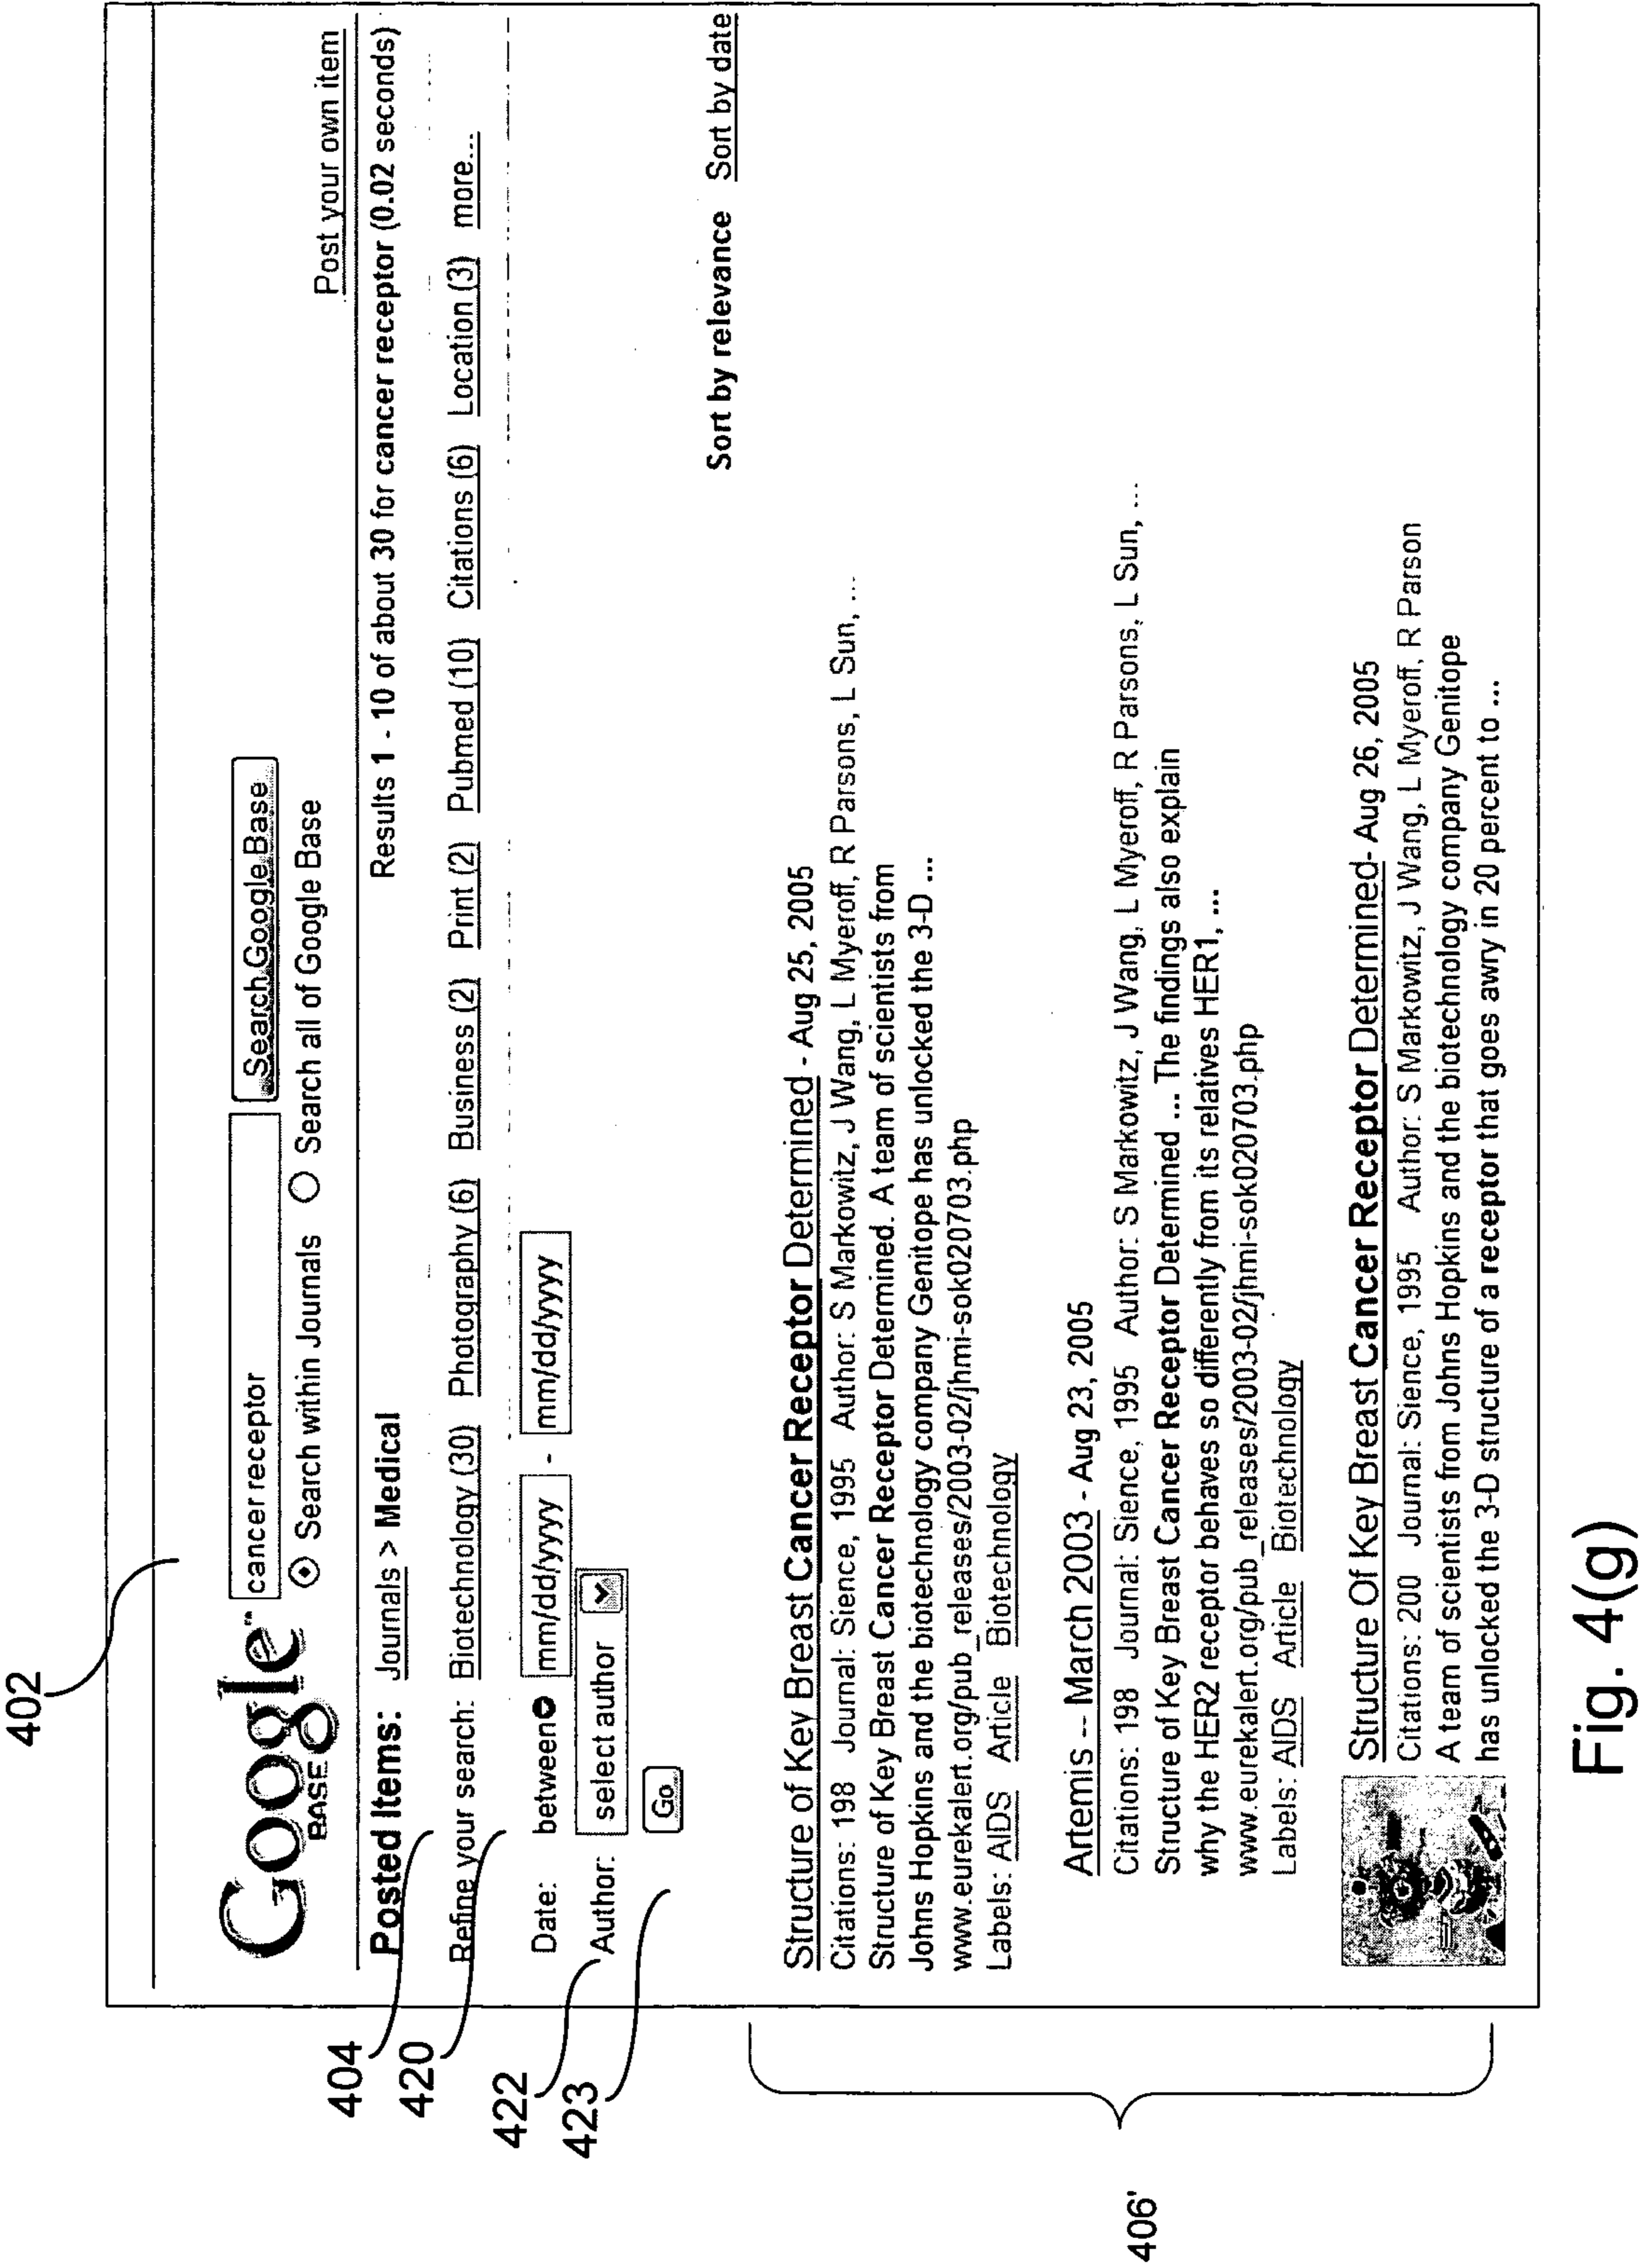 402
Google™
BASE
cancer receptor
Search Google Base
Search within Journals
Search all of Google Base
Post your own item
Posted Items: Journals > Medical
Results 1 - 10 of about 30 for cancer receptor (0.02 seconds)
404
Refine your search: Biotechnology (30) Photography (6) Business (2) Print (2) Pubmed (10) Citations (6) Location (3) more...
420
Date: between mm/dd/yyyy - mm/dd/yyyy
422
Author: select author
423
Go
Sort by relevance Sort by date
406'
Structure of Key Breast Cancer Receptor Determined - Aug 25, 2005
Citations: 198 Journal: Sience, 1995 Author: S Markowitz, J Wang, L Myeroff, R Parsons, L Sun, ...
Structure of Key Breast Cancer Receptor Determined. A team of scientists from
Johns Hopkins and the biotechnology company Genitope has unlocked the 3-D ...
www.eurekalert.org/pub_releases/2003-02/jhmi-sok020703.php
Labels: AIDS Article Biotechnology
Artemis -- March 2003 - Aug 23, 2005
Citations: 198 Journal: Sience, 1995 Author: S Markowitz, J Wang, L Myeroff, R Parsons, L Sun, ...
Structure of Key Breast Cancer Receptor Determined ... The findings also explain
why the HER2 receptor behaves so differently from its relatives HER1, ...
www.eurekalert.org/pub_releases/2003-02/jhmi-sok020703.php
Labels: AIDS Article Biotechnology
Structure Of Key Breast Cancer Receptor Determined- Aug 26, 2005
Citations: 200 Journal: Sience, 1995 Author: S Markowitz, J Wang, L Myeroff, R Parson
A team of scientists from Johns Hopkins and the biotechnology company Genitope
has unlocked the 3-D structure of a receptor that goes awry in 20 percent to ...
Fig. 4(g)